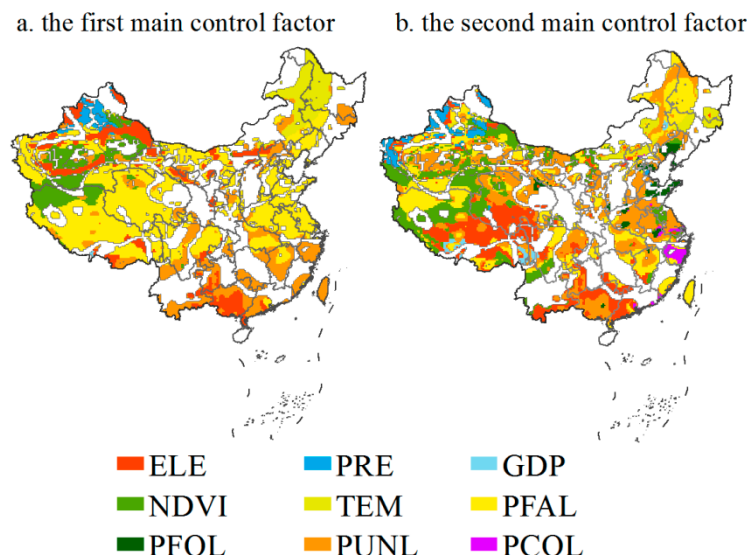 a. the first main control factor
b. the second main control factor
ELE
PRE
GDP
NDVI
TEM
PFAL
PFOL
PUNL
PCOL